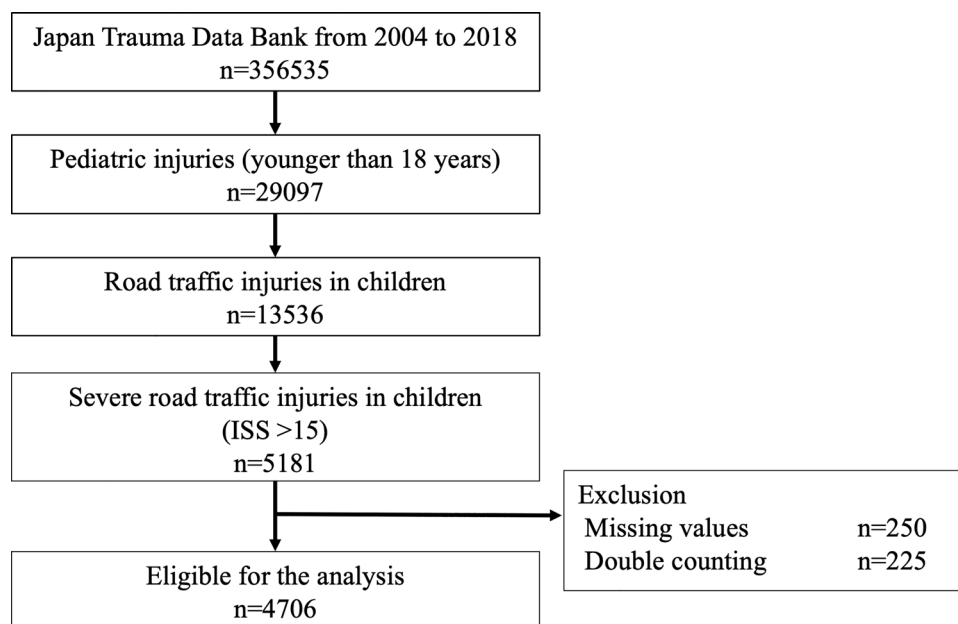 Japan Trauma Data Bank from 2004 to 2018
n=356535
Pediatric injuries (younger than 18 years)
n=29097
Road traffic injuries in children
n=13536
Severe road traffic injuries in children
(ISS >15)
n=5181
Exclusion
Missing values n=250
Double counting n=225
Eligible for the analysis
n=4706